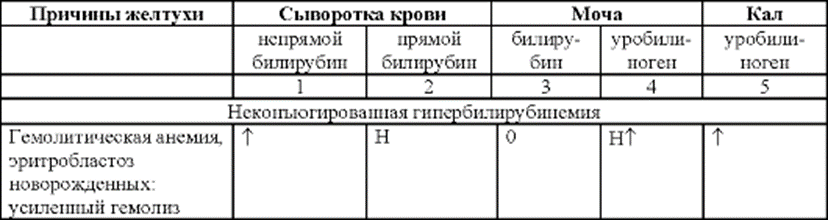 Причины желтухи Сыворотка крови Моча Кал
непрямой билирубин прямой билирубин билиру-бин уробили-ноген уробили-ноген
1 2 3 4 5
Неконъюгированная гипербилирубинемия
Гемолитическая анемия, ↑ Н 0 Н↑ ↑
эритробластоз
новорожденных:
усиленный гемолиз